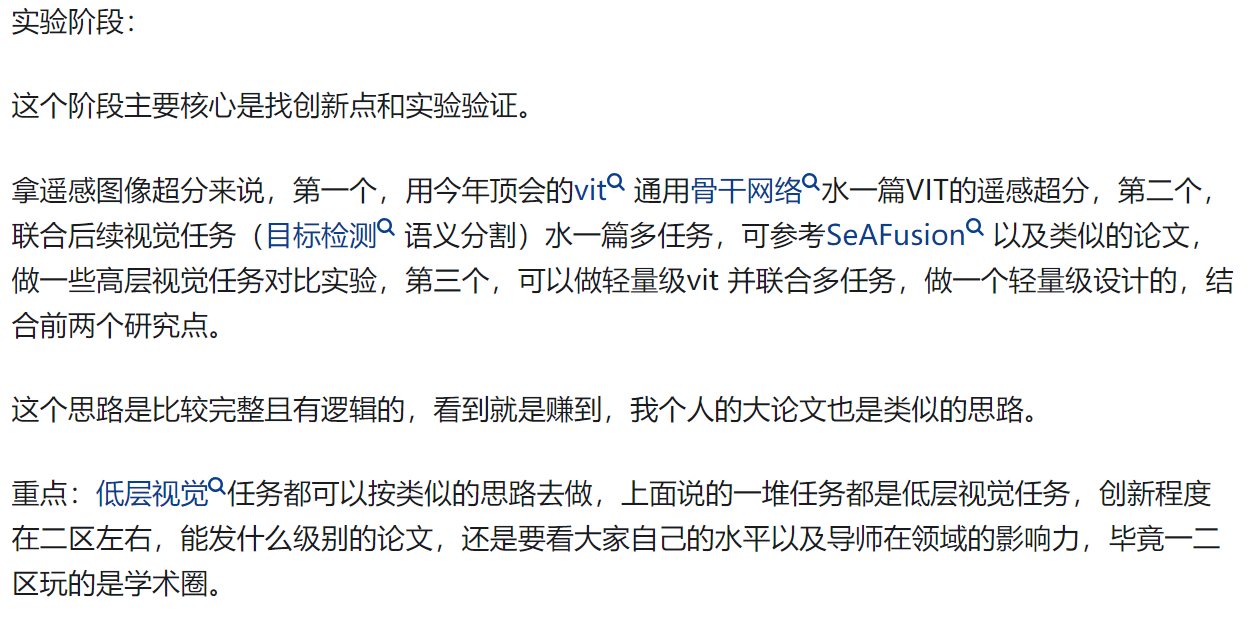 实验阶段：
这个阶段主要核心是找创新点和实验验证。
拿遥感图像超分来说，第一个，用今年顶会的vit 通用骨干网络水一篇VIT的遥感超分，第二个，
联合后续视觉任务（目标检测 语义分割）水一篇多任务，可参考SeAFusion 以及类似的论文，
做一些高层视觉任务对比实验，第三个，可以做轻量级vit 并联合多任务，做一个轻量级设计的，结
合前两个研究点。
这个思路是比较完整且有逻辑的，看到就是赚到，我个人的大论文也是类似的思路。
重点：低层视觉任务都可以按类似的思路去做，上面说的一堆任务都是低层视觉任务，创新程度
在二区左右，能发什么级别的论文，还是要看大家自己的水平以及导师在领域的影响力，毕竟一二
区玩的是学术圈。